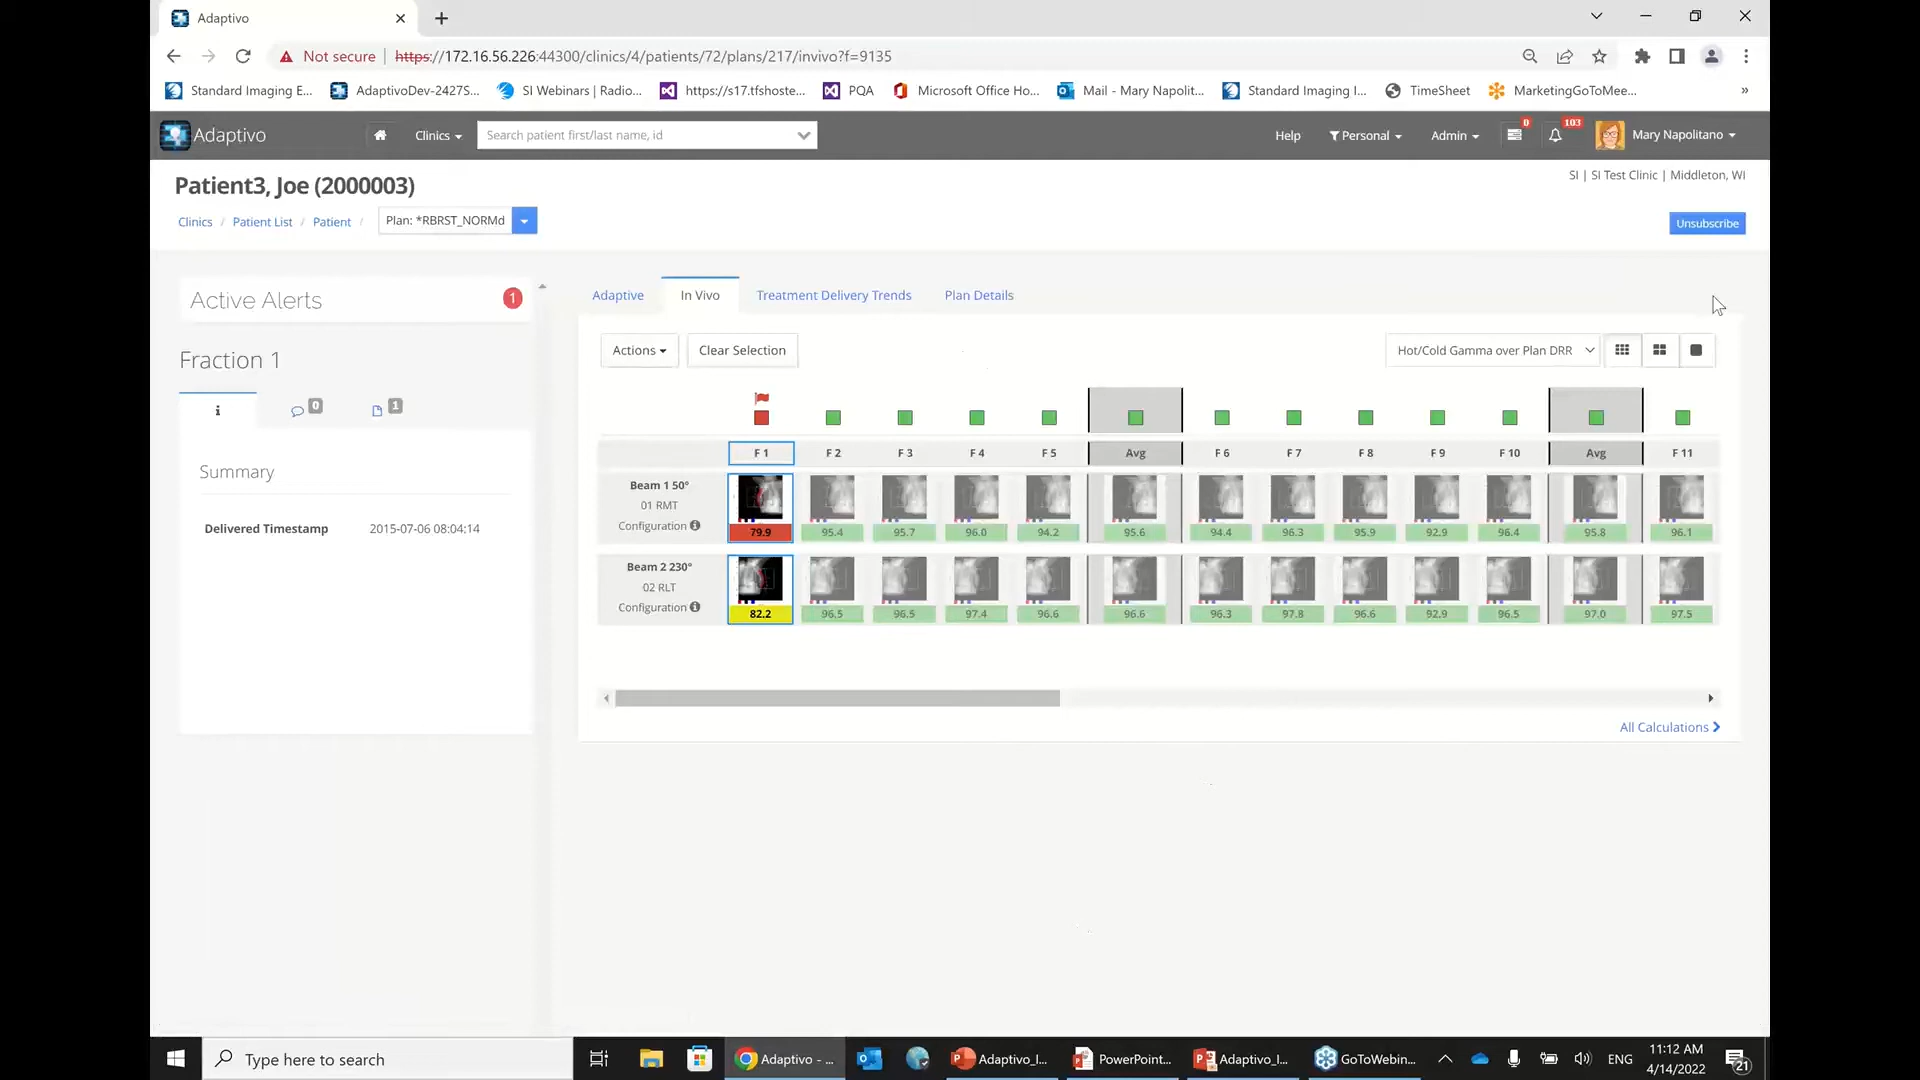 Adaptivo
Not secure | https://172.16.56.226:44300/clinics/4/patients/72/plans/217/invivo?f=9135
Standard Imaging E... AdaptivoDev-2427S... SI Webinars | Radio... https://s17.tfshoste... PQA Microsoft Office Ho... Mail - Mary Napolit... Standard Imaging I... TimeSheet MarketingGoToMee... »
Adaptivo Clinics Search patient first/last name, id Help Personal Admin 0 103 Mary Napolitano
Patient3, Joe (2000003)
SI | SI Test Clinic | Middleton, WI
Clinics / Patient List / Patient / Plan: *RBRST_NORMd
Unsubscribe
Active Alerts 1
Adaptive In Vivo Treatment Delivery Trends Plan Details
Fraction 1
Actions Clear Selection Hot/Cold Gamma over Plan DRR
i 0 1
F 1 F 2 F 3 F 4 F 5 Avg F 6 F 7 F 8 F 9 F 10 Avg F 11
Summary
Delivered Timestamp 2015-07-06 08:04:14
Beam 1 50°
01 RMT
Configuration
79.9 95.4 95.7 96.0 94.2 95.6 94.4 96.3 95.9 92.9 96.4 95.8 96.1
Beam 2 230°
02 RLT
Configuration
82.2 96.5 96.5 97.4 96.6 96.6 96.3 97.8 96.6 92.9 96.5 97.0 97.5
All Calculations
Type here to search
Adaptivo - ... Adaptivo_I... PowerPoint... Adaptivo_I... GoToWebin... ENG
11:12 AM
4/14/2022
21